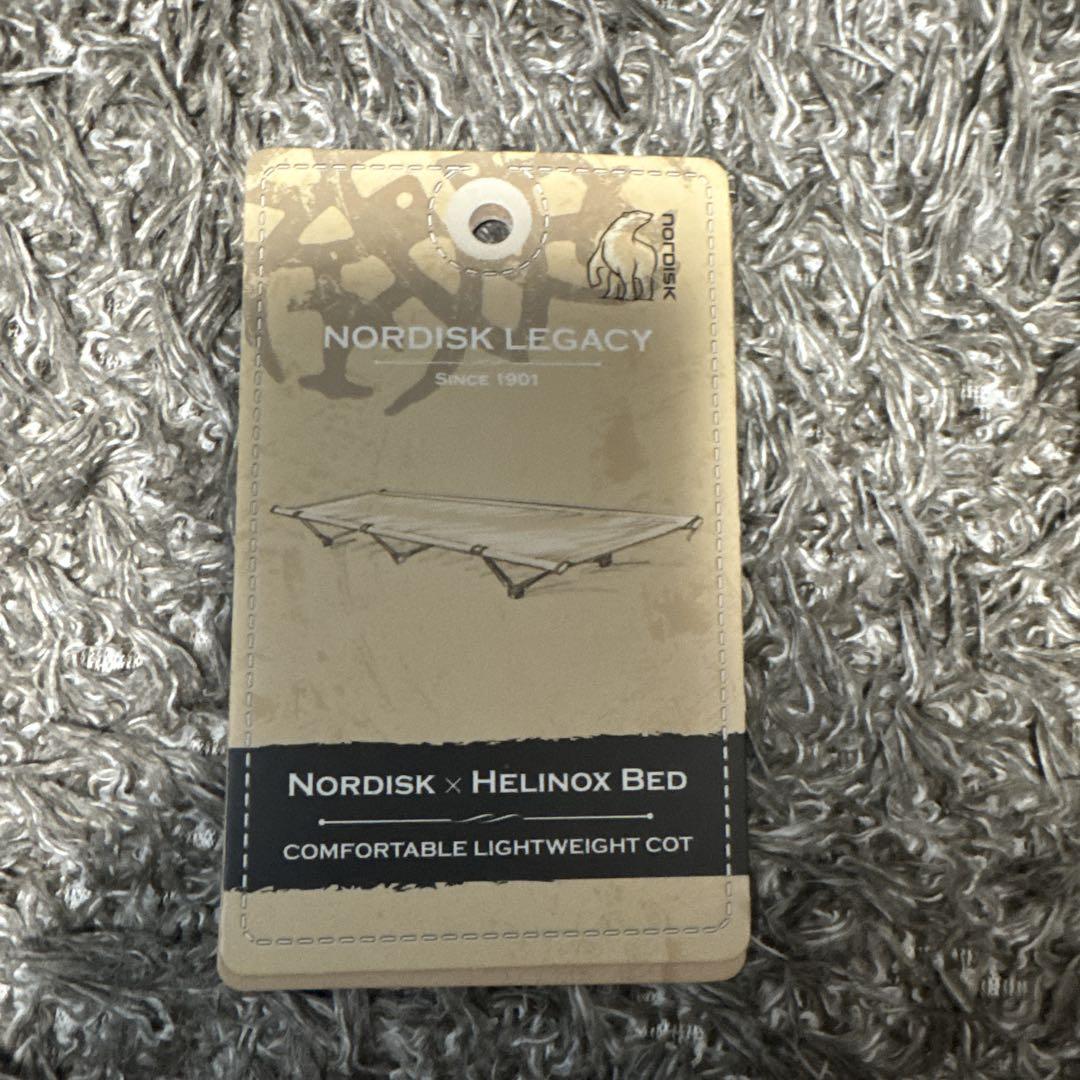 norDISK
NORDISK LEGACY
SINCE 1901
NORDISK × HELINOX BED
COMFORTABLE LIGHTWEIGHT COT